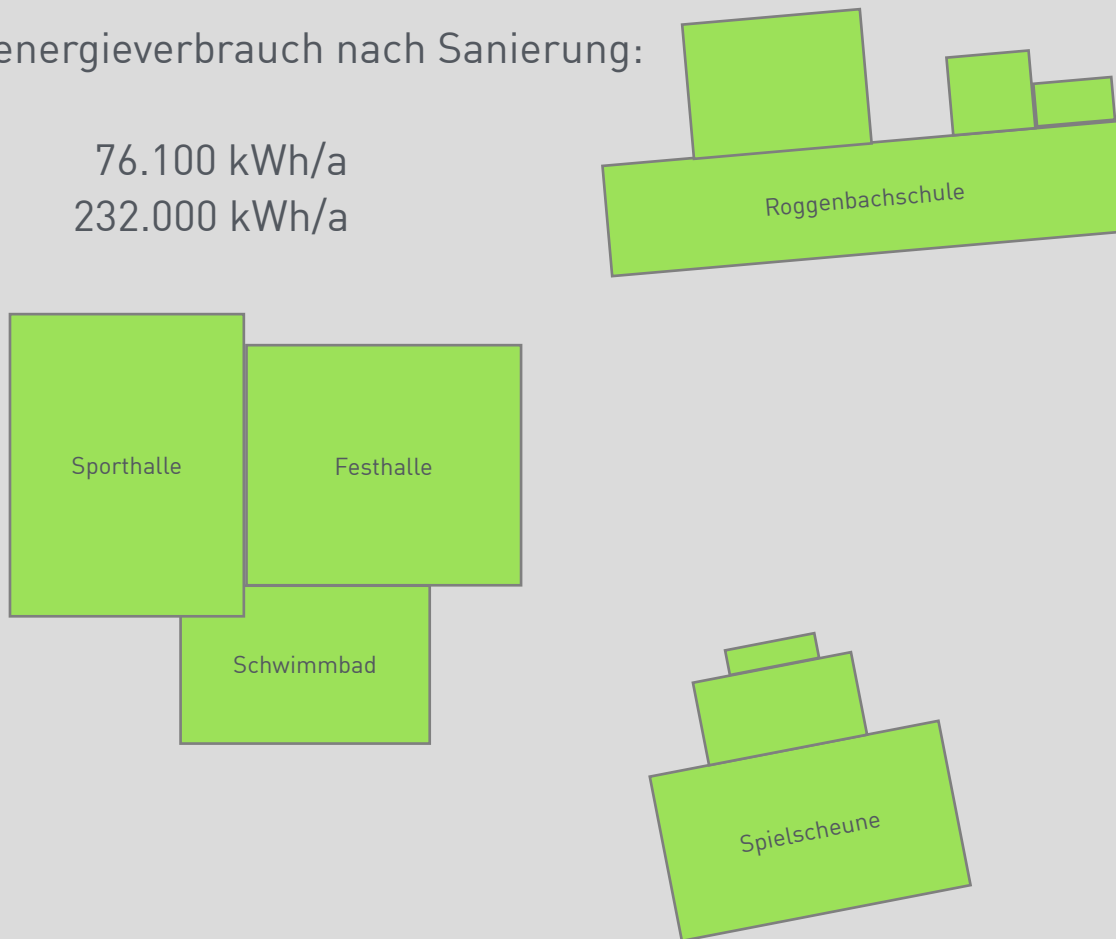 energieverbrauch nach Sanierung:
76.100 kWh/a
232.000 kWh/a
Roggenbachschule
Sporthalle
Festhalle
Schwimmbad
Spielscheune